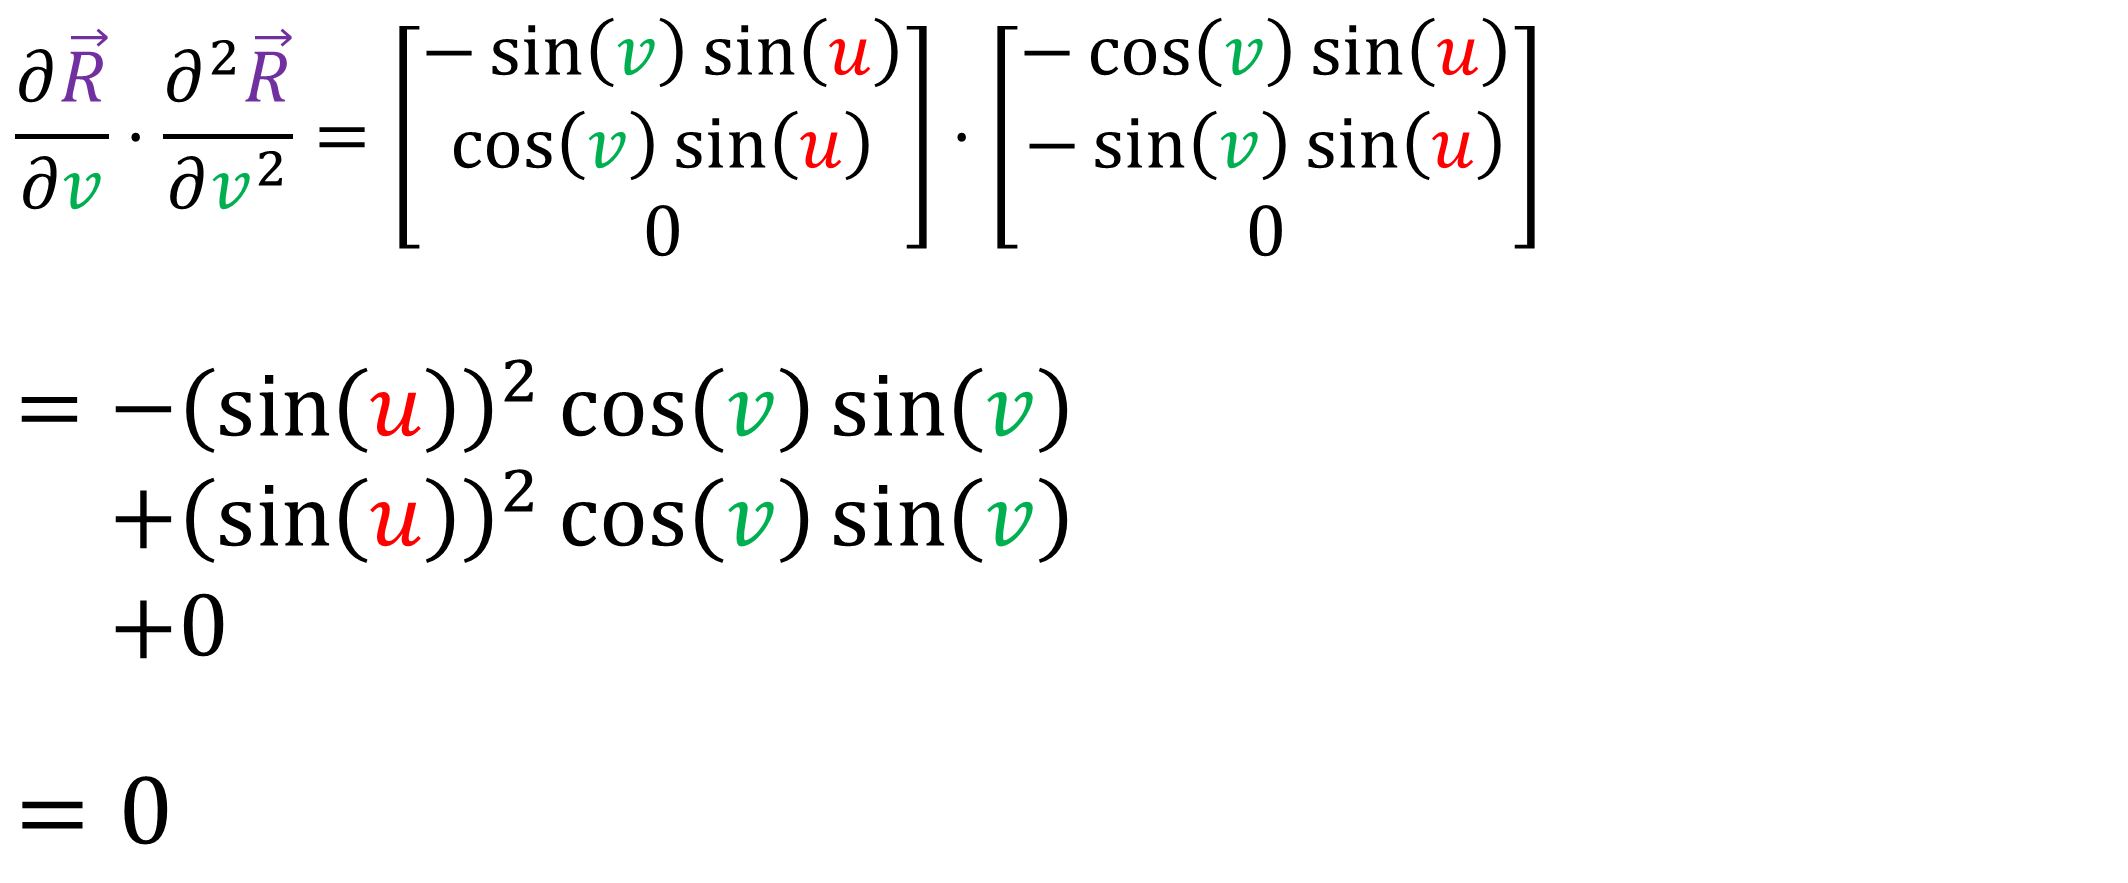 ∂R⃗/∂v · ∂²R⃗/∂v² = [−sin(v) sin(u), cos(v) sin(u), 0] · [−cos(v) sin(u), −sin(v) sin(u), 0]
= −(sin(u))² cos(v) sin(v)
+(sin(u))² cos(v) sin(v)
+0
= 0